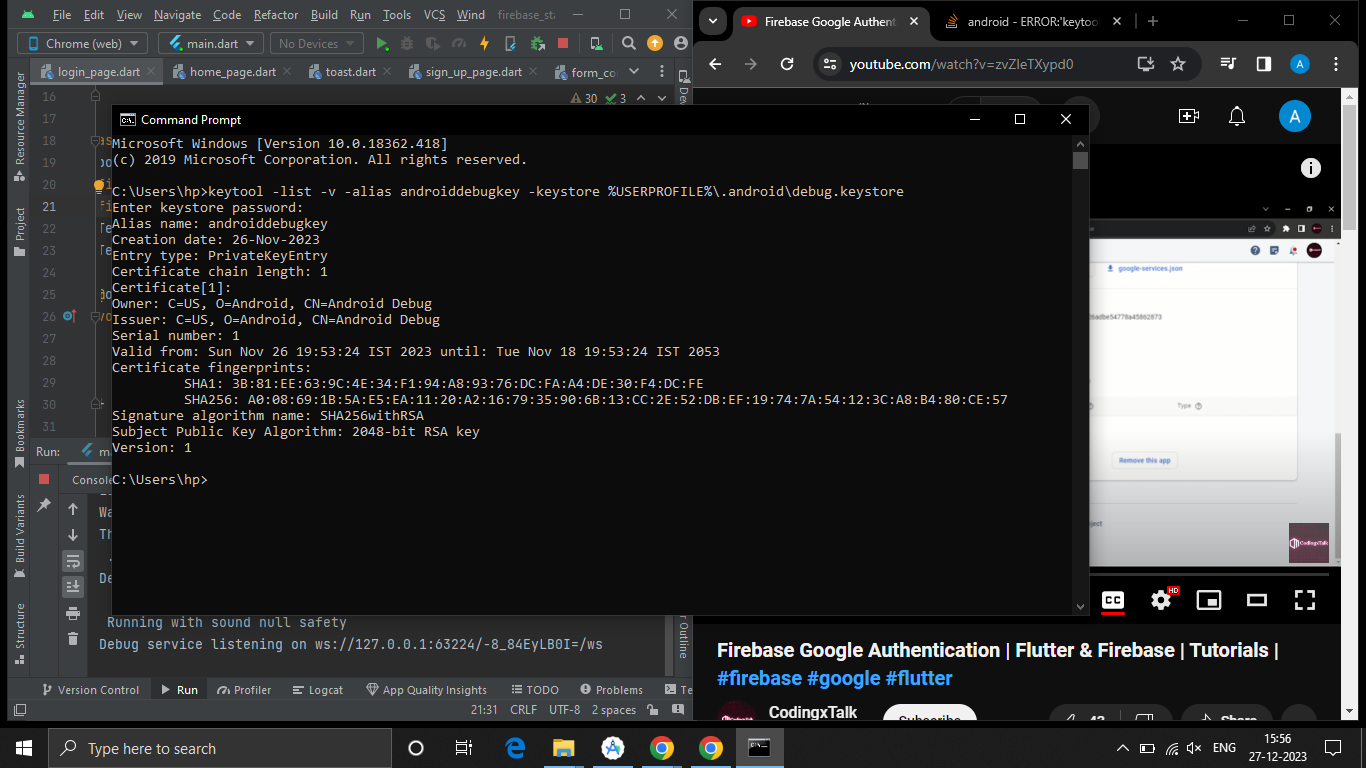 File Edit View Navigate Code Refactor Build Run Tools VCS Wind firebase_st
Chrome (web) main.dart No Devices
login_page.dart home_page.dart toast.dart sign_up_page.dart form_co
Resource Manager
Project
Bookmarks
Build Variants
Structure
16
17
18
19
20
21
22
23
24
25
26
27
28
29
30
31
30 3
Command Prompt
Microsoft Windows [Version 10.0.18362.418]
(c) 2019 Microsoft Corporation. All rights reserved.
C:\Users\hp>keytool -list -v -alias androiddebugkey -keystore %USERPROFILE%\.android\debug.keystore
Enter keystore password:
Alias name: androiddebugkey
Creation date: 26-Nov-2023
Entry type: PrivateKeyEntry
Certificate chain length: 1
Certificate[1]:
Owner: C=US, O=Android, CN=Android Debug
Issuer: C=US, O=Android, CN=Android Debug
Serial number: 1
Valid from: Sun Nov 26 19:53:24 IST 2023 until: Tue Nov 18 19:53:24 IST 2053
Certificate fingerprints:
SHA1: 3B:81:EE:63:9C:4E:34:F1:94:A8:93:76:DC:FA:A4:DE:30:F4:DC:FE
SHA256: A0:08:69:1B:5A:E5:EA:11:20:A2:16:79:35:90:6B:13:CC:2E:52:DB:EF:19:74:7A:54:12:3C:A8:B4:80:CE:57
Signature algorithm name: SHA256withRSA
Subject Public Key Algorithm: 2048-bit RSA key
Version: 1
C:\Users\hp>
Run: m
Console
Wa
Th
De
Running with sound null safety
Debug service listening on ws://127.0.0.1:63224/-8_84EyLB0I=/ws
Version Control Run Profiler Logcat App Quality Insights TODO Problems Te
21:31 CRLF UTF-8 2 spaces
Outline
Firebase Google Authent
android - ERROR:'keytoo
youtube.com/watch?v=zvZleTXypd0
A
A
google-services.json
Type
Remove this app
CodingxTalk
CC
HD
Firebase Google Authentication | Flutter & Firebase | Tutorials |
#firebase #google #flutter
CodingxTalk
Subscribe
43
Share
Type here to search
ENG
15:56
27-12-2023